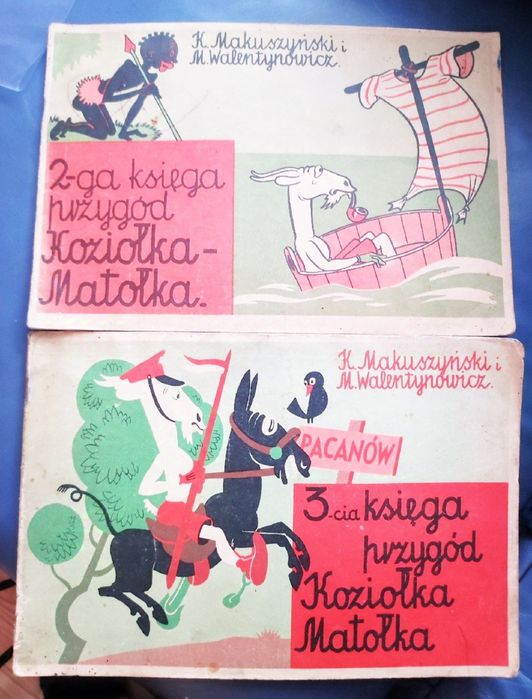 K. Makuszyński i
M. Walentynowicz.
2-ga księga
przygód
Koziołka-
Matołka.
K. Makuszyński i
M. Walentynowicz.
PACANÓW
3-cia księga
przygód
Koziołka
Matołka